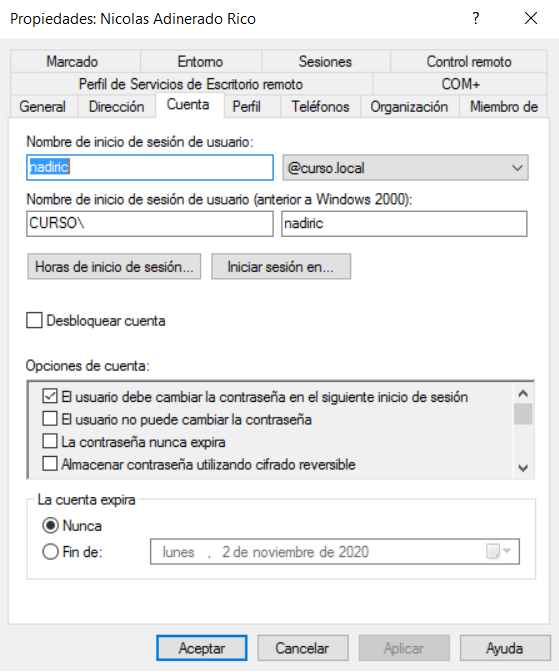 Propiedades: Nicolas Adinerado Rico
Marcado Entorno Sesiones Control remoto
Perfil de Servicios de Escritorio remoto COM+
General Dirección Cuenta Perfil Teléfonos Organización Miembro de
Nombre de inicio de sesión de usuario:
nadiric @curso.local
Nombre de inicio de sesión de usuario (anterior a Windows 2000):
CURSO\ nadiric
Horas de inicio de sesión... Iniciar sesión en...
Desbloquear cuenta
Opciones de cuenta:
El usuario debe cambiar la contraseña en el siguiente inicio de sesión
El usuario no puede cambiar la contraseña
La contraseña nunca expira
Almacenar contraseña utilizando cifrado reversible
La cuenta expira
Nunca
Fin de: lunes , 2 de noviembre de 2020
Aceptar Cancelar Aplicar Ayuda